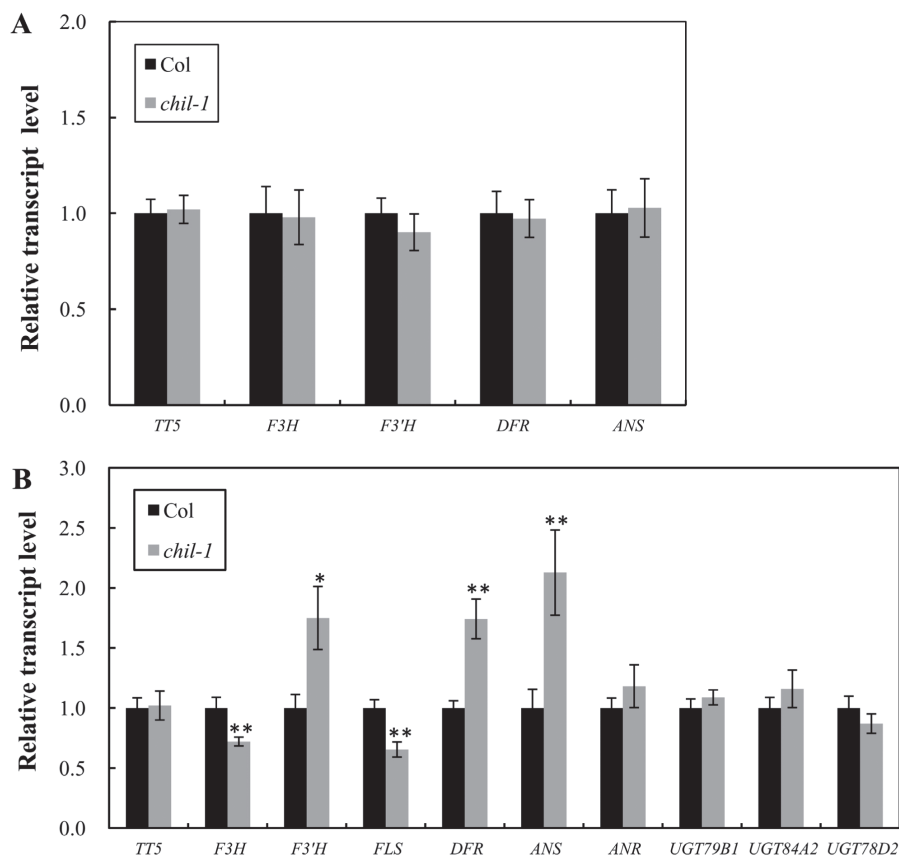 A
Relative transcript level
2.0
1.5
1.0
0.5
0.0
Col
chil-1
TT5 F3H F3'H DFR ANS
B
Relative transcript level
3.0
2.5
2.0
1.5
1.0
0.5
0.0
Col
chil-1
** * ** ** **
TT5 F3H F3'H FLS DFR ANS ANR UGT79B1 UGT84A2 UGT78D2